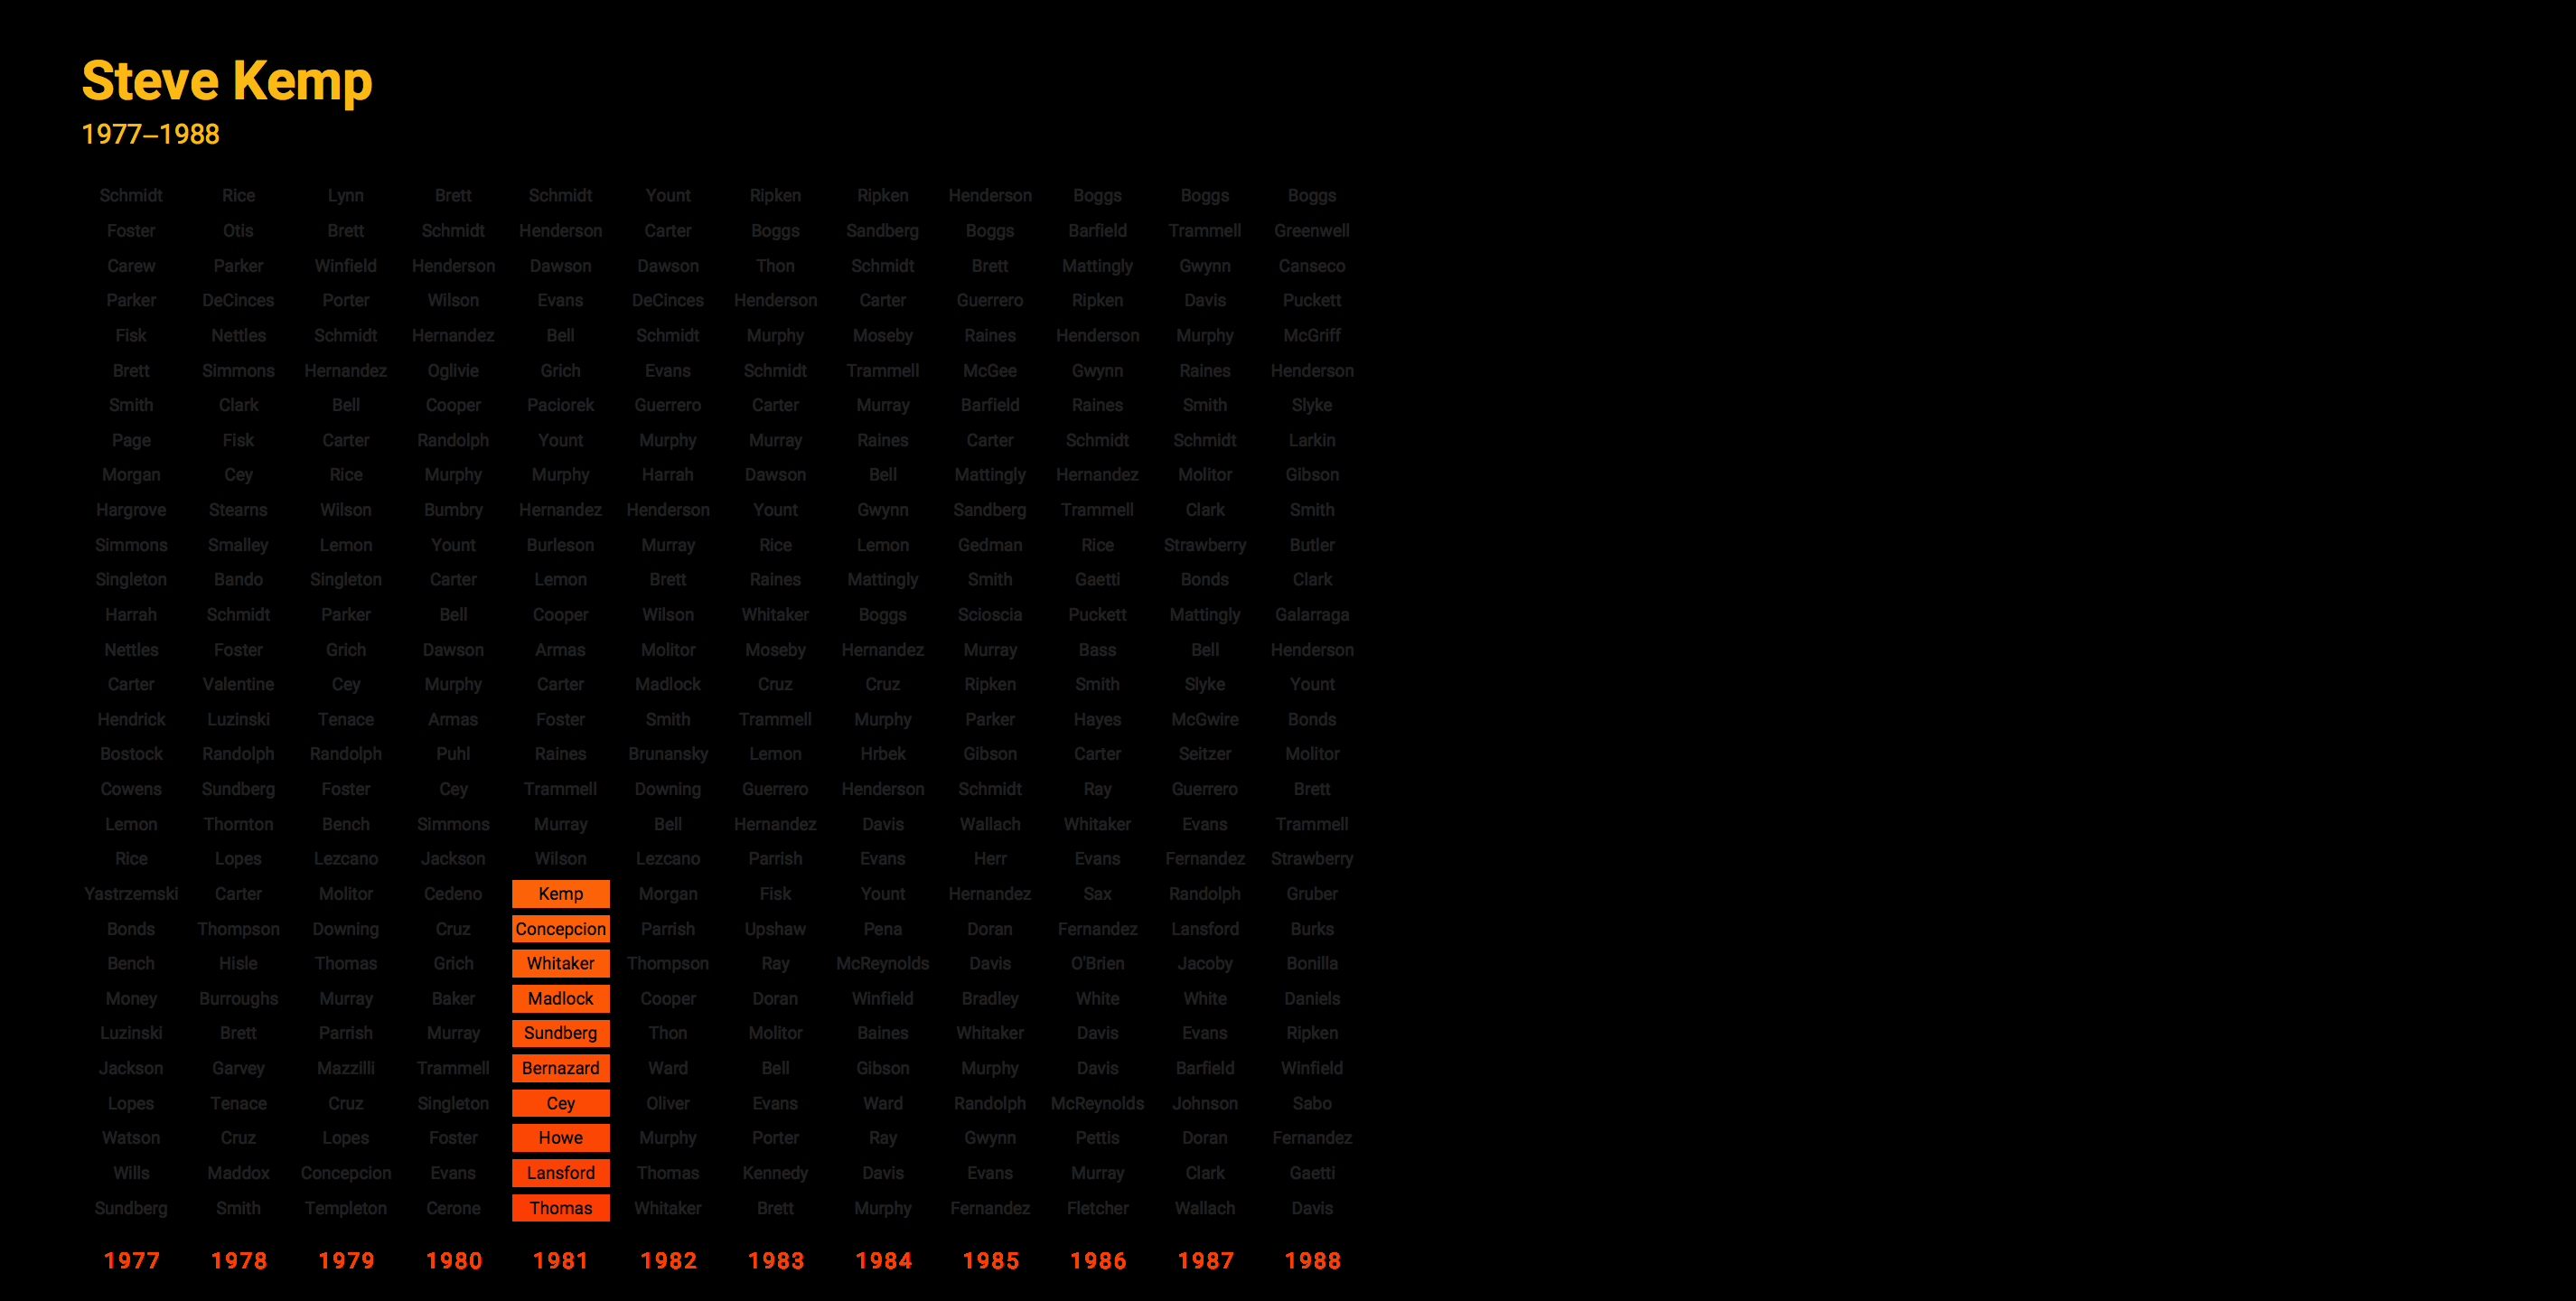 Steve Kemp
1977–1988
Schmidt Rice Lynn Brett Schmidt Yount Ripken Ripken Henderson Boggs Boggs Boggs
Foster Otis Brett Schmidt Henderson Carter Boggs Sandberg Boggs Barfield Trammell Greenwell
Carew Parker Winfield Henderson Dawson Dawson Thon Schmidt Brett Mattingly Gwynn Canseco
Parker DeCinces Porter Wilson Evans DeCinces Henderson Carter Guerrero Ripken Davis Puckett
Fisk Nettles Schmidt Hernandez Bell Schmidt Murphy Moseby Raines Henderson Murphy McGriff
Brett Simmons Hernandez Oglivie Grich Evans Schmidt Trammell McGee Gwynn Raines Henderson
Smith Clark Bell Cooper Paciorek Guerrero Carter Murray Barfield Raines Smith Slyke
Page Fisk Carter Randolph Yount Murphy Murray Raines Carter Schmidt Schmidt Larkin
Morgan Cey Rice Murphy Murphy Harrah Dawson Bell Mattingly Hernandez Molitor Gibson
Hargrove Stearns Wilson Bumbry Hernandez Henderson Yount Gwynn Sandberg Trammell Clark Smith
Simmons Smalley Lemon Yount Burleson Murray Rice Lemon Gedman Rice Strawberry Butler
Singleton Bando Singleton Carter Lemon Brett Raines Mattingly Smith Gaetti Bonds Clark
Harrah Schmidt Parker Bell Cooper Wilson Whitaker Boggs Scioscia Puckett Mattingly Galarraga
Nettles Foster Grich Dawson Armas Molitor Moseby Hernandez Murray Bass Bell Henderson
Carter Valentine Cey Murphy Carter Madlock Cruz Cruz Ripken Smith Slyke Yount
Hendrick Luzinski Tenace Armas Foster Smith Trammell Murphy Parker Hayes McGwire Bonds
Bostock Randolph Randolph Puhl Raines Brunansky Lemon Hrbek Gibson Carter Seitzer Molitor
Cowens Sundberg Foster Cey Trammell Downing Guerrero Henderson Schmidt Ray Guerrero Brett
Lemon Thornton Bench Simmons Murray Bell Hernandez Davis Wallach Whitaker Evans Trammell
Rice Lopes Lezcano Jackson Wilson Lezcano Parrish Evans Herr Evans Fernandez Strawberry
Yastrzemski Carter Molitor Cedeno Kemp Morgan Fisk Yount Hernandez Sax Randolph Gruber
Bonds Thompson Downing Cruz Concepcion Parrish Upshaw Pena Doran Fernandez Lansford Burks
Bench Hisle Thomas Grich Whitaker Thompson Ray McReynolds Davis O'Brien Jacoby Bonilla
Money Burroughs Murray Baker Madlock Cooper Doran Winfield Bradley White White Daniels
Luzinski Brett Parrish Murray Sundberg Thon Molitor Baines Whitaker Davis Evans Ripken
Jackson Garvey Mazzilli Trammell Bernazard Ward Bell Gibson Murphy Davis Barfield Winfield
Lopes Tenace Cruz Singleton Cey Oliver Evans Ward Randolph McReynolds Johnson Sabo
Watson Cruz Lopes Foster Howe Murphy Porter Ray Gwynn Pettis Doran Fernandez
Wills Maddox Concepcion Evans Lansford Thomas Kennedy Davis Evans Murray Clark Gaetti
Sundberg Smith Templeton Cerone Thomas Whitaker Brett Murphy Fernandez Fletcher Wallach Davis
1977 1978 1979 1980 1981 1982 1983 1984 1985 1986 1987 1988